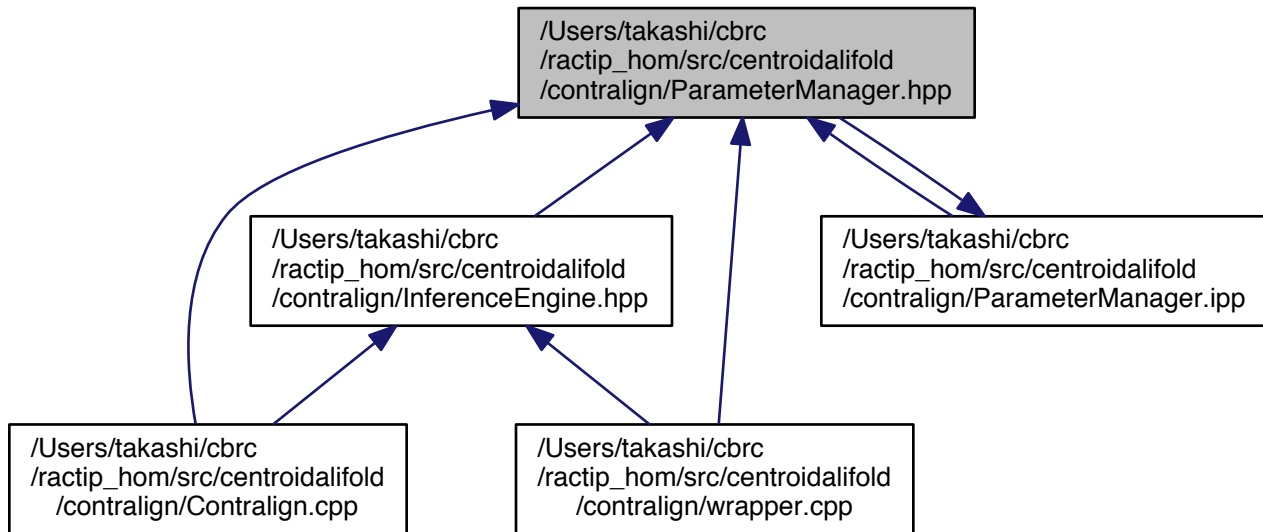 /Users/takashi/cbrc
/ractip_hom/src/centroidalifold
/contralign/ParameterManager.hpp
/Users/takashi/cbrc
/ractip_hom/src/centroidalifold
/contralign/InferenceEngine.hpp
/Users/takashi/cbrc
/ractip_hom/src/centroidalifold
/contralign/ParameterManager.ipp
/Users/takashi/cbrc
/ractip_hom/src/centroidalifold
/contralign/Contralign.cpp
/Users/takashi/cbrc
/ractip_hom/src/centroidalifold
/contralign/wrapper.cpp